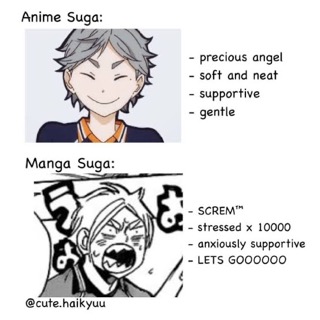 Anime Suga:
- precious angel
- soft and neat
- supportive
- gentle
Manga Suga:
- SCREM™
- stressed x 10000
- anxiously supportive
- LETS GOOOOOO
@cute.haikyuu